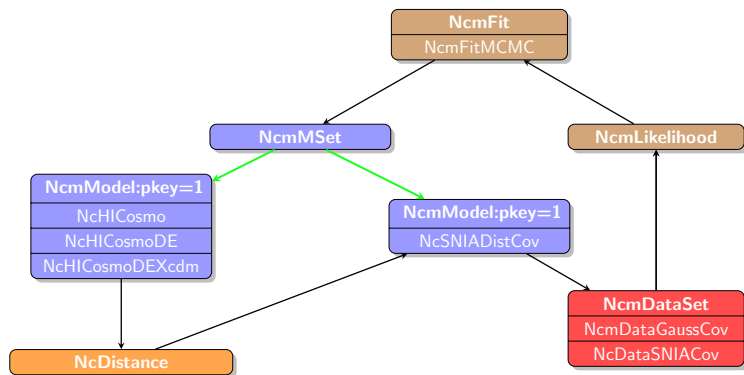 NcmFit
NcmFitMCMC
NcmMSet
NcmLikelihood
NcmModel:pkey=1
NcHICosmo
NcHICosmoDE
NcHICosmoDEXcdm
NcmModel:pkey=1
NcSNIADistCov
NcmDataSet
NcmDataGaussCov
NcDataSNIACov
NcDistance